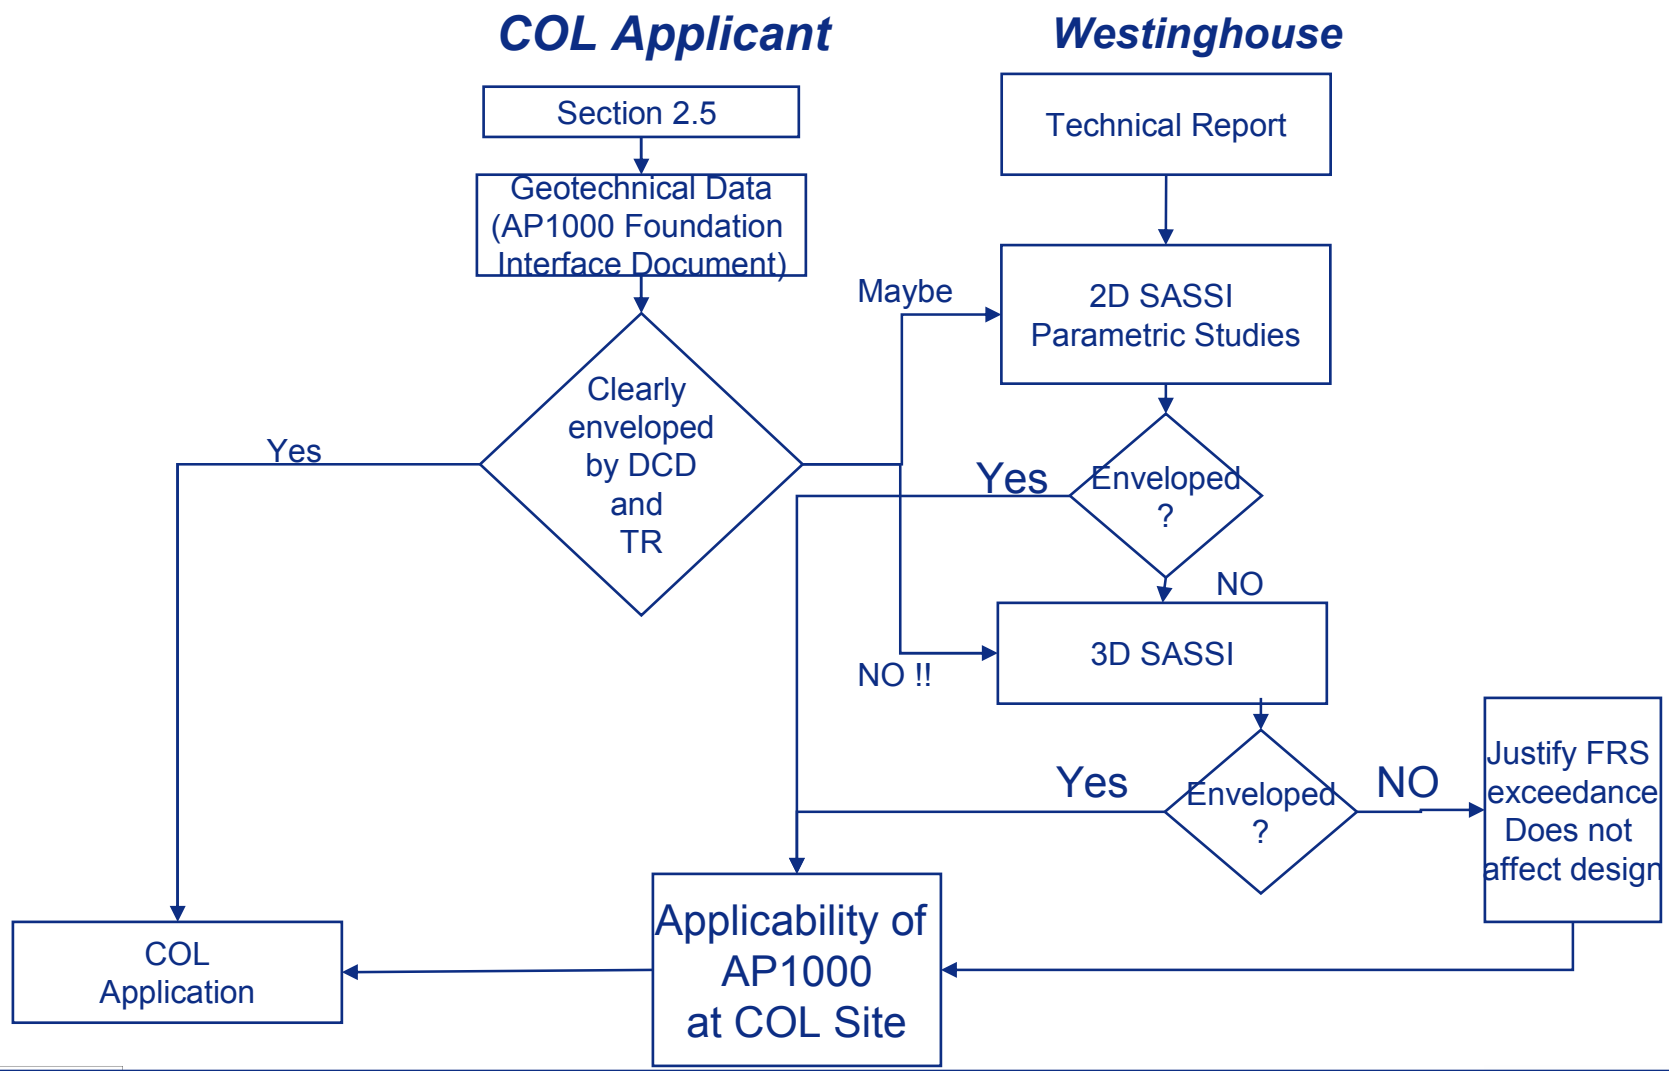 COL Applicant
Westinghouse
Section 2.5
Technical Report
Geotechnical Data
(AP1000 Foundation
Interface Document)
Maybe
2D SASSI
Parametric Studies
Clearly
enveloped
by DCD
and
TR
Yes
Yes
Enveloped
?
NO
3D SASSI
NO !!
Yes
Enveloped
?
NO
Justify FRS
exceedance
Does not
affect design
Applicability of
AP1000
at COL Site
COL
Application